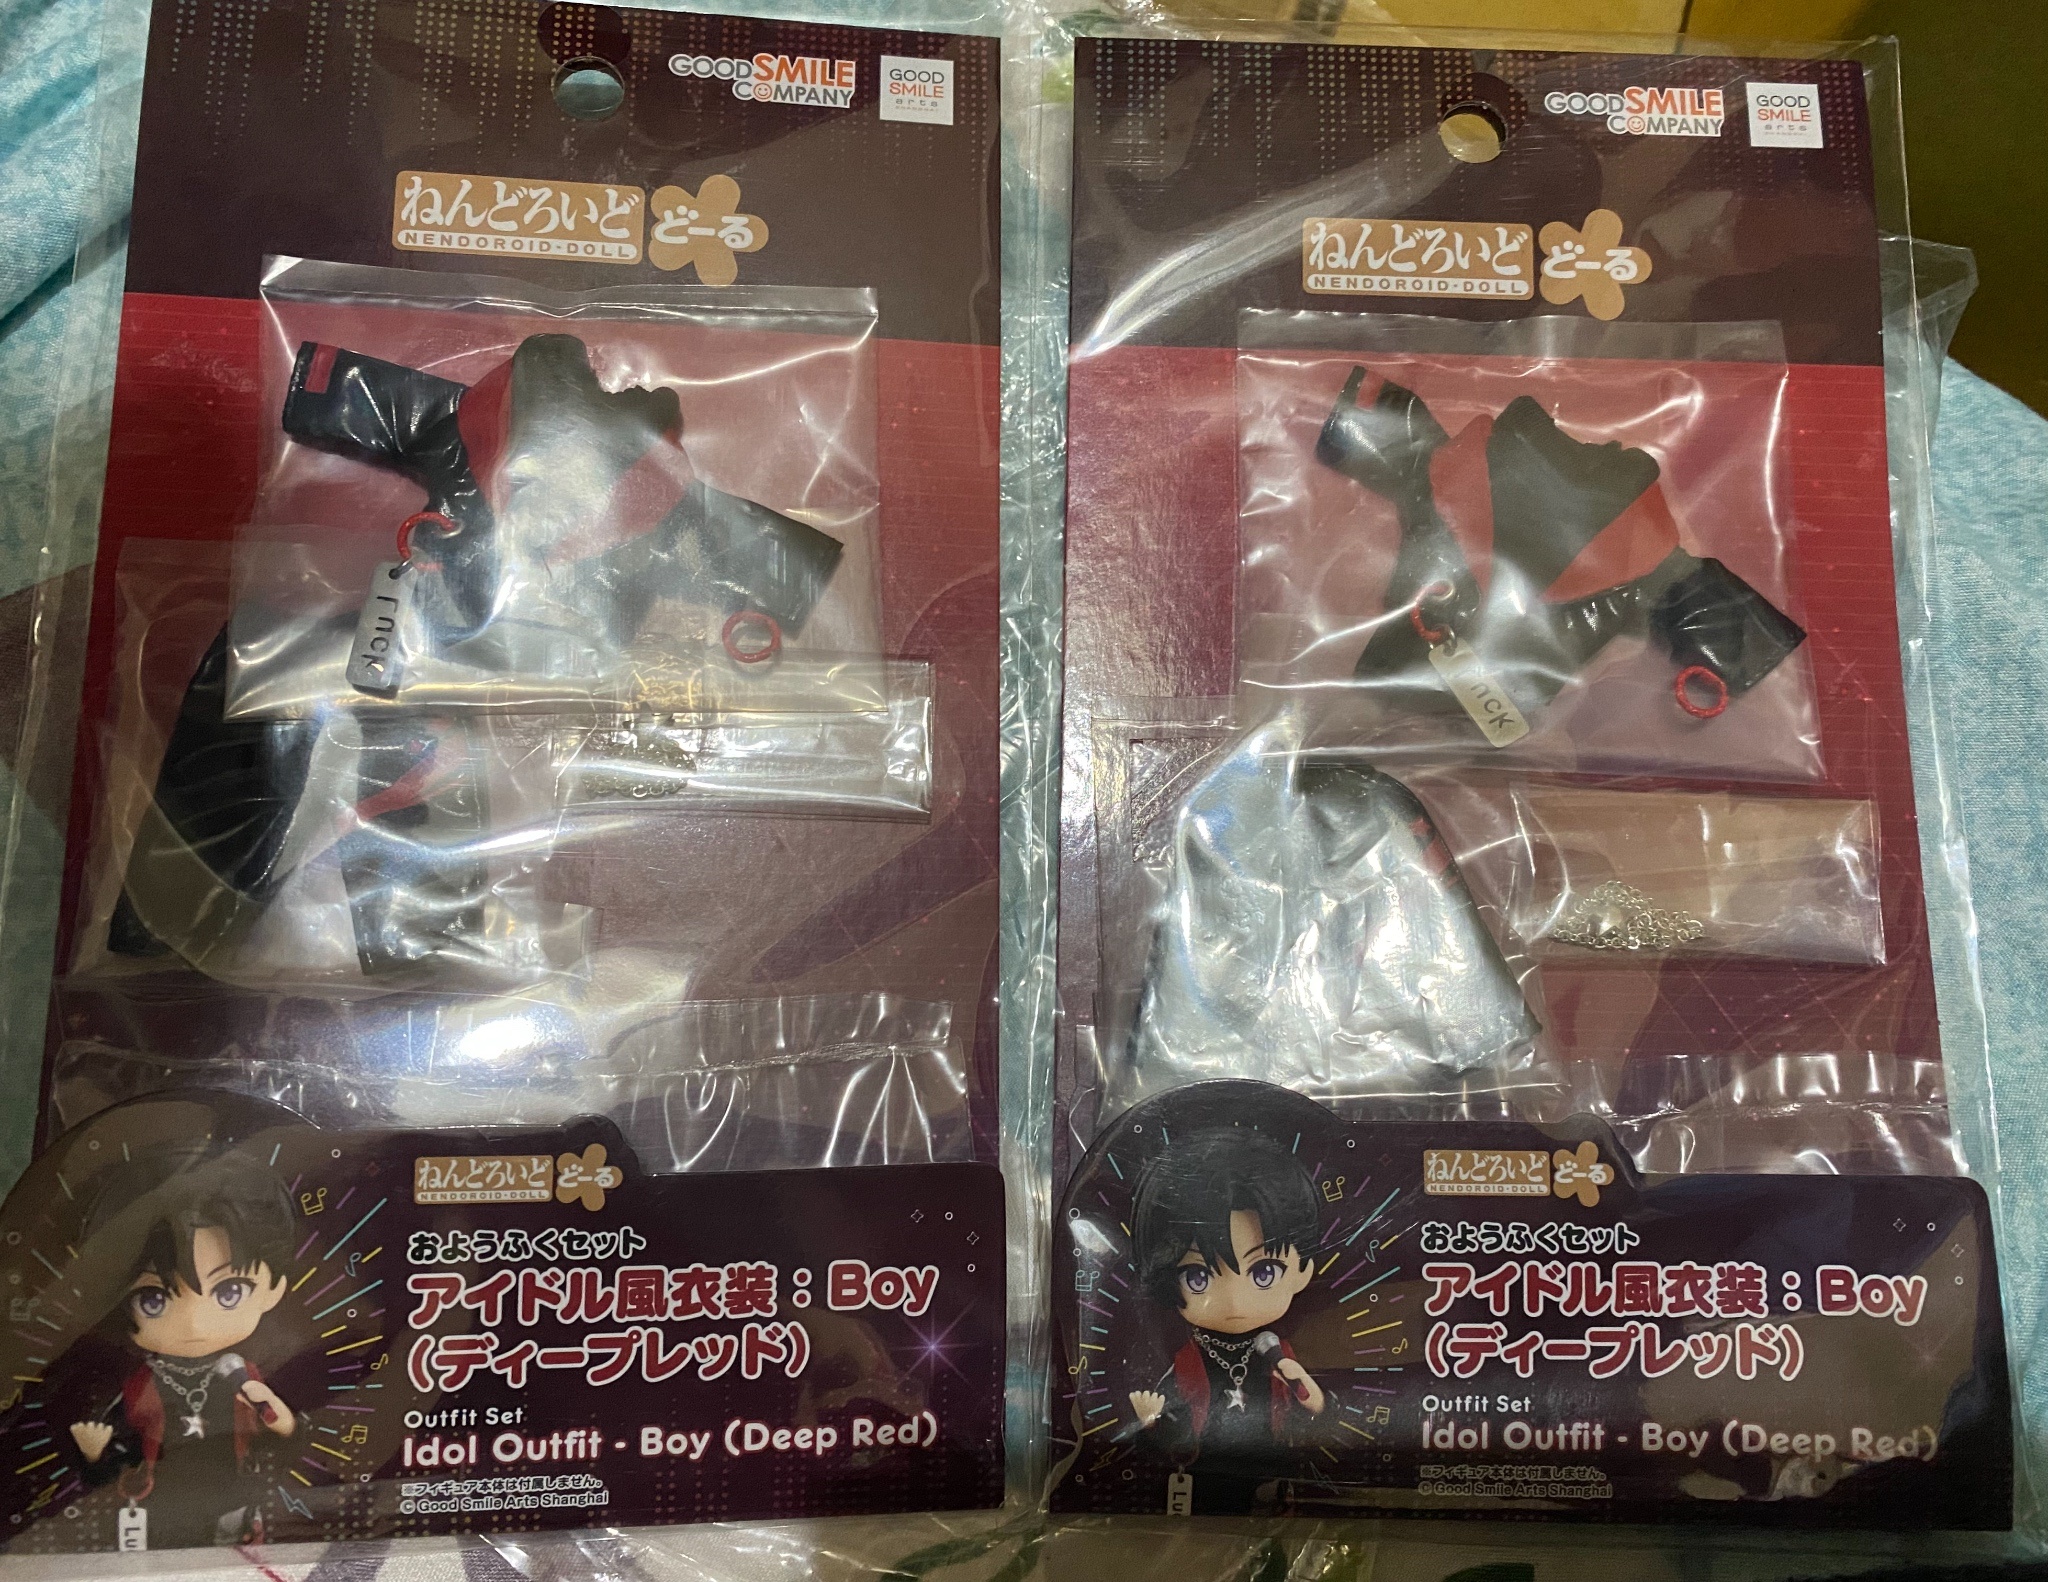 GOODSMILE
COMPANY
GOOD
SMILE
arts
ねんどろいど
どーる
NENDOROID-DOLL
Luck
ねんどろいど
どーる
NENDOROID-DOLL
おようふくセット
アイドル風衣装：Boy
（ディープレッド）
Outfit Set
Idol Outfit - Boy (Deep Red)
※フィギュア本体は付属しません。
© Good Smile Arts Shanghai
Lu
GOODSMILE
COMPANY
GOOD
SMILE
arts
ねんどろいど
どーる
NENDOROID-DOLL
uck
ねんどろいど
どーる
NENDOROID-DOLL
おようふくセット
アイドル風衣装：Boy
（ディープレッド）
Outfit Set
Idol Outfit - Boy (Deep Red)
※フィギュア本体は付属しません。
© Good Smile Arts Shanghai
Lu